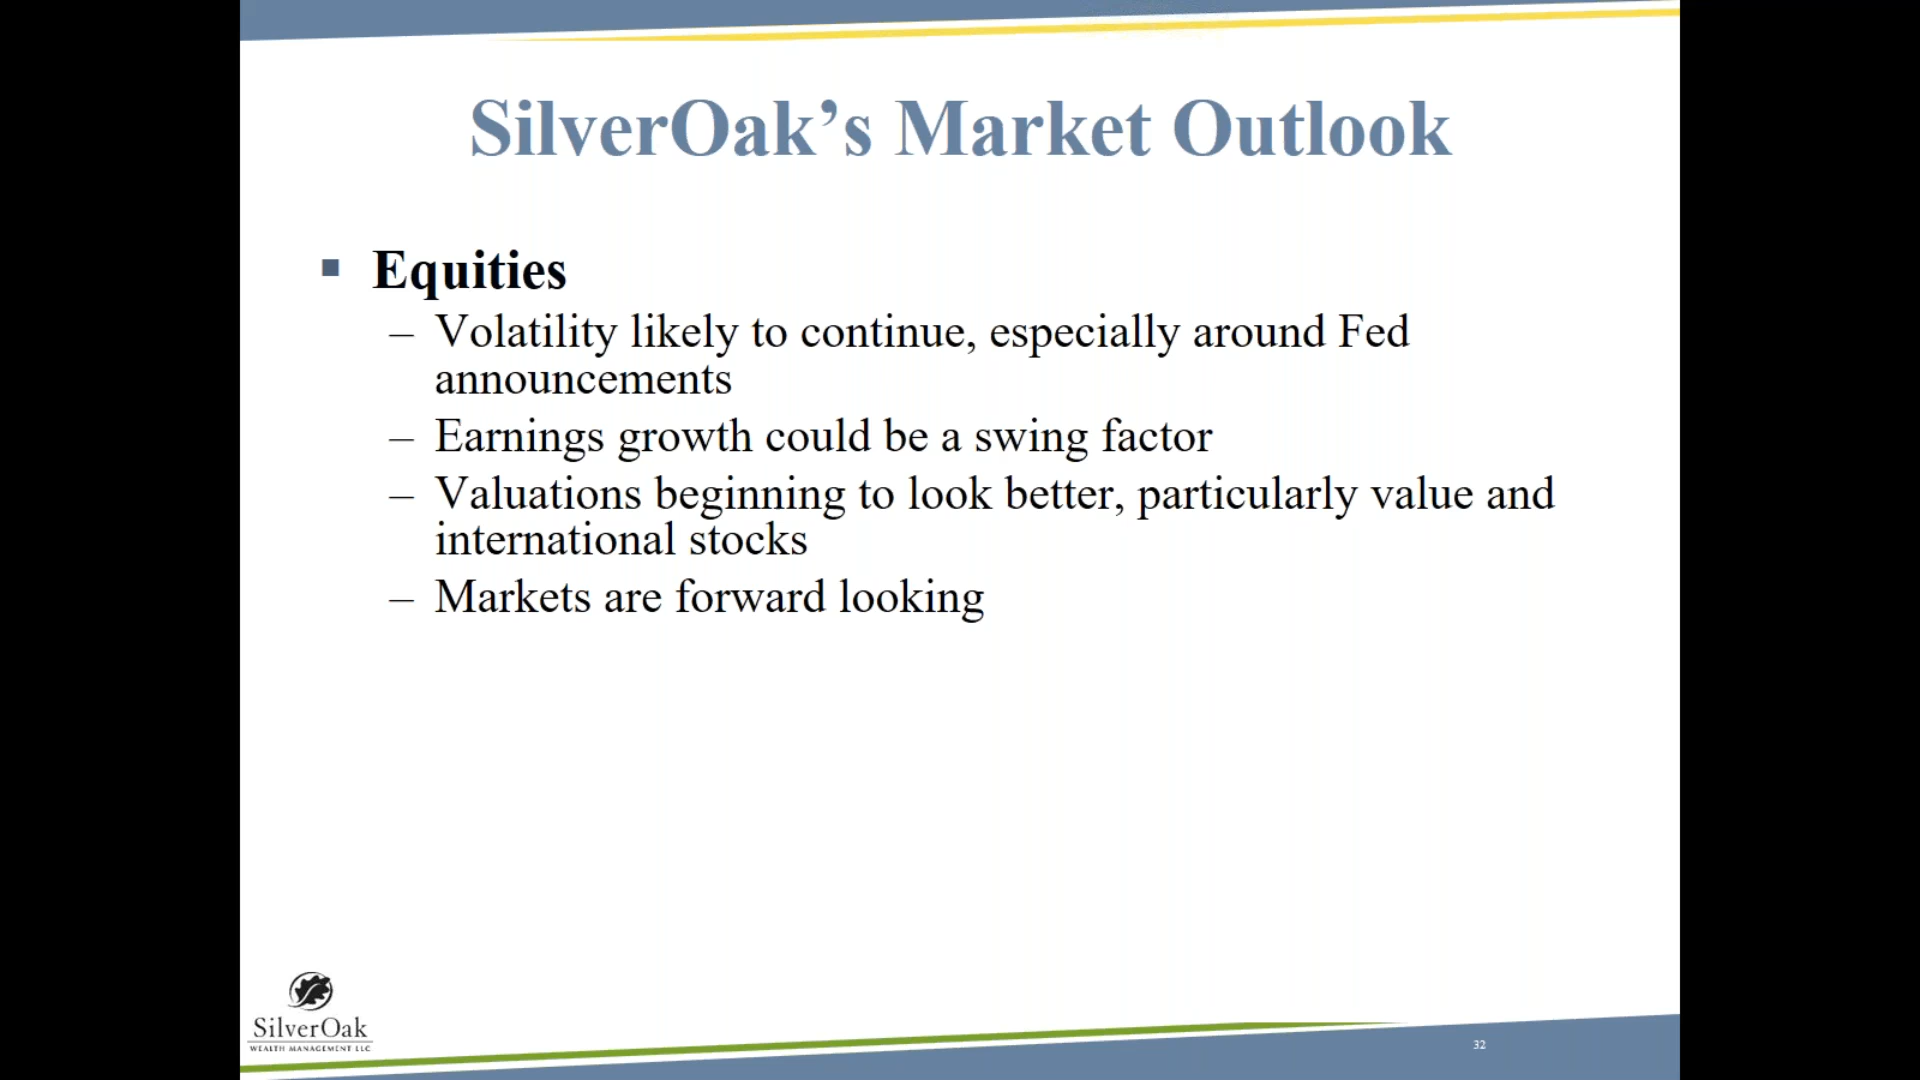 SilverOak’s Market Outlook
▪ Equities
– Volatility likely to continue, especially around Fed
announcements
– Earnings growth could be a swing factor
– Valuations beginning to look better, particularly value and
international stocks
– Markets are forward looking
SilverOak
WEALTH MANAGEMENT LLC
32